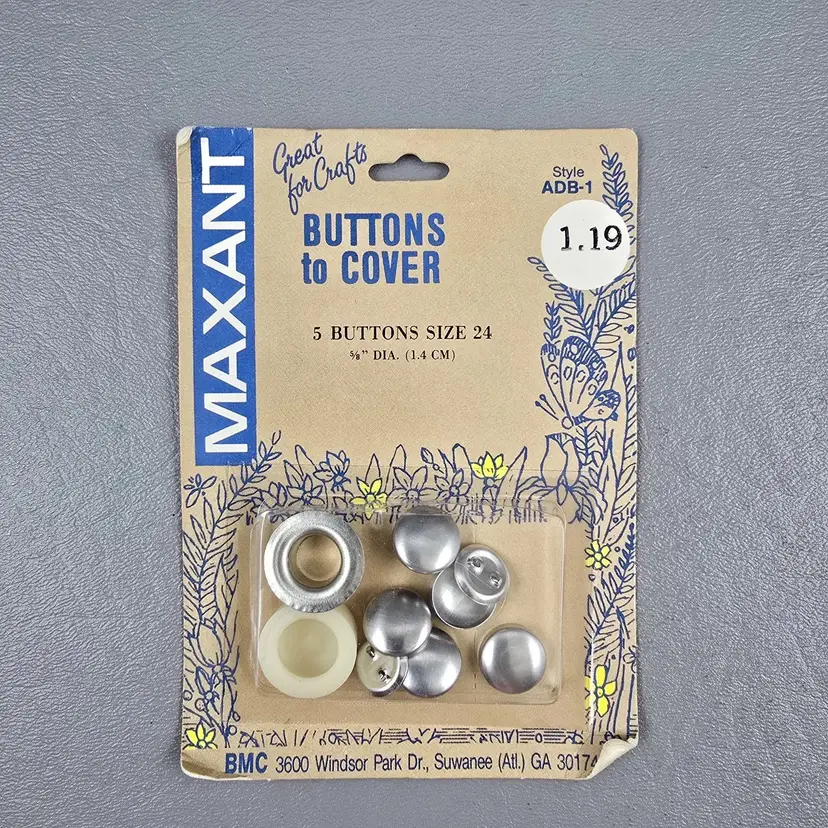 MAXANT
Great
for Crafts
Style
ADB-1
1.19
BUTTONS
to COVER
5 BUTTONS SIZE 24
⅝" DIA. (1.4 CM)
BMC 3600 Windsor Park Dr., Suwanee (Atl.) GA 30174